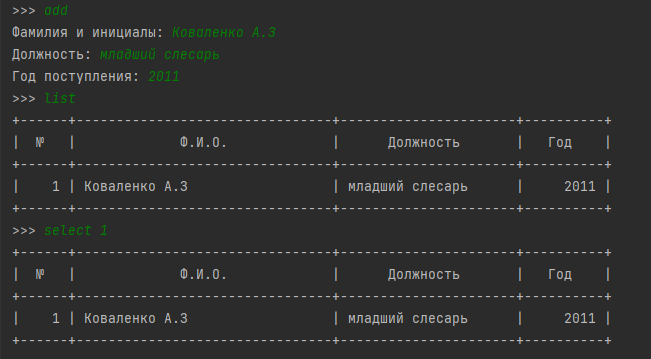 >>> add
Фамилия и инициалы: Коваленко А.З
Должность: младший слесарь
Год поступления: 2011
>>> list
+------+--------------------------------+----------------------+----------+
|  №   |             Ф.И.О.             |      Должность       |   Год    |
+------+--------------------------------+----------------------+----------+
|    1 | Коваленко А.З                  | младший слесарь      |     2011 |
+------+--------------------------------+----------------------+----------+
>>> select 1
+------+--------------------------------+----------------------+----------+
|  №   |             Ф.И.О.             |      Должность       |   Год    |
+------+--------------------------------+----------------------+----------+
|    1 | Коваленко А.З                  | младший слесарь      |     2011 |
+------+--------------------------------+----------------------+----------+